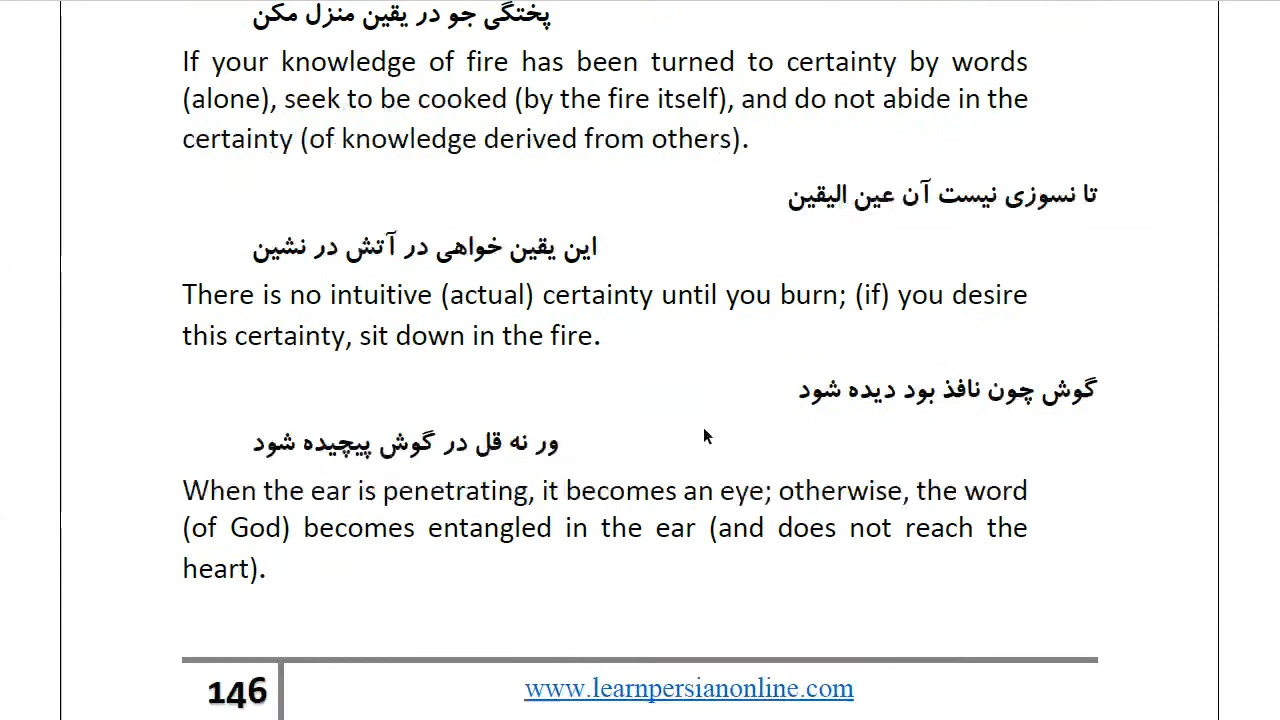 پختگی جو در یقین منزل مکن
If your knowledge of fire has been turned to certainty by words
(alone), seek to be cooked (by the fire itself), and do not abide in the
certainty (of knowledge derived from others).
تا نسوزی نیست آن عین الیقین
این یقین خواهی در آتش در نشین
There is no intuitive (actual) certainty until you burn; (if) you desire
this certainty, sit down in the fire.
گوش چون نافذ بود دیده شود
ور نه قل در گوش پیچیده شود
When the ear is penetrating, it becomes an eye; otherwise, the word
(of God) becomes entangled in the ear (and does not reach the
heart).
146
www.learnpersianonline.com